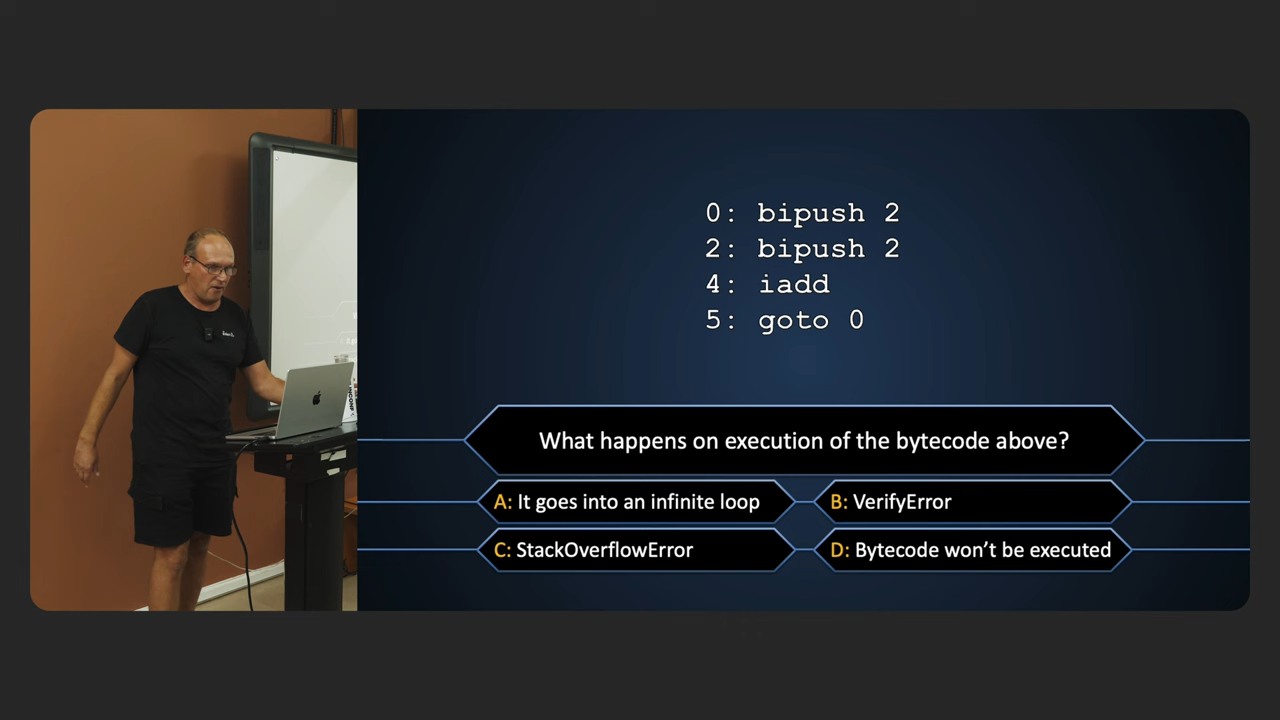 0: bipush 2
2: bipush 2
4: iadd
5: goto 0
What happens on execution of the bytecode above?
A: It goes into an infinite loop
B: VerifyError
C: StackOverflowError
D: Bytecode won’t be executed